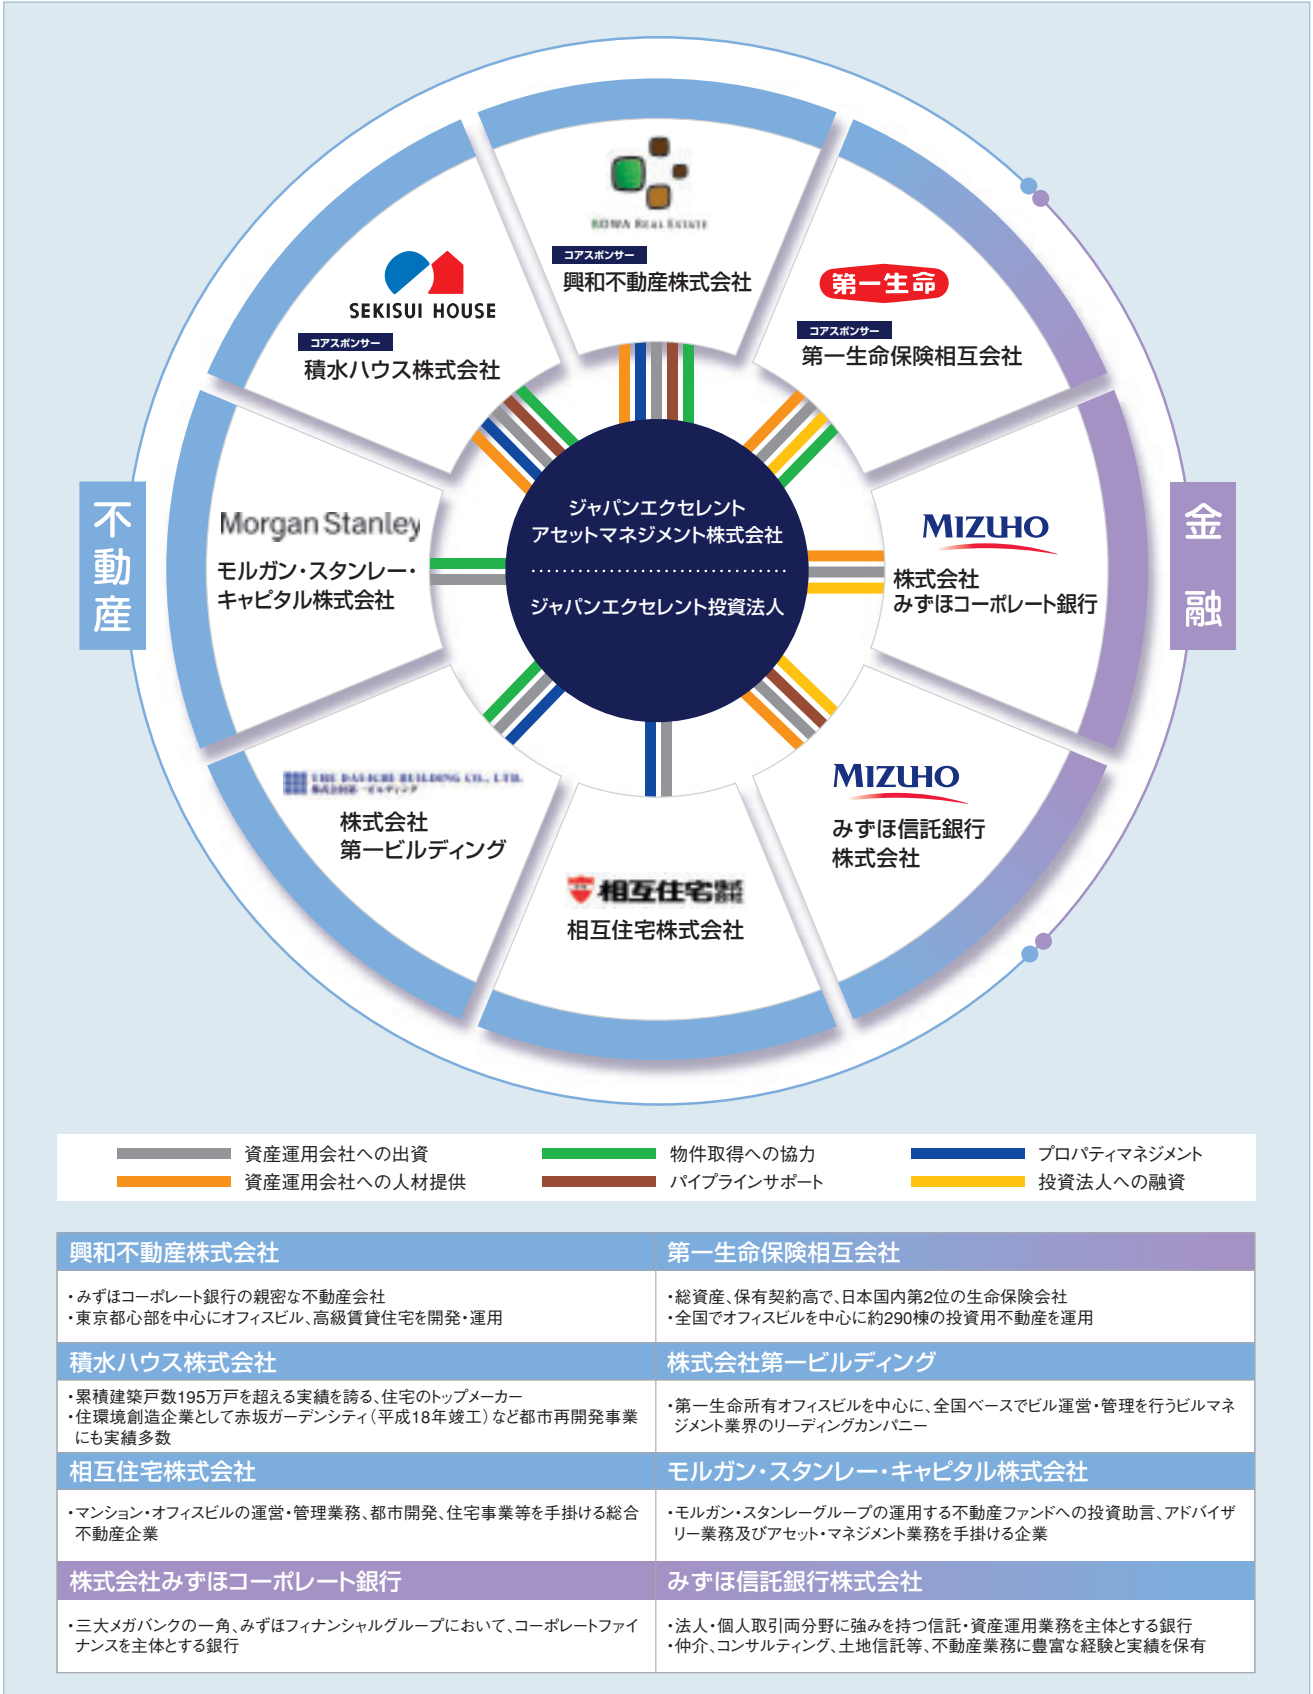 KOWA REAL ESTATE
コアスポンサー
興和不動産株式会社
第一生命
コアスポンサー
第一生命保険相互会社
SEKISUI HOUSE
コアスポンサー
積水ハウス株式会社
不動産
金融
ジャパンエクセレント
アセットマネジメント株式会社
ジャパンエクセレント投資法人
Morgan Stanley
モルガン・スタンレー・
キャピタル株式会社
MIZUHO
株式会社
みずほコーポレート銀行
THE DAI-ICHI BUILDING CO., LTD.
株式会社第一ビルディング
株式会社
第一ビルディング
MIZUHO
みずほ信託銀行
株式会社
相互住宅株式会社
相互住宅株式会社
資産運用会社への出資
物件取得への協力
プロパティマネジメント
資産運用会社への人材提供
パイプラインサポート
投資法人への融資
興和不動産株式会社
・みずほコーポレート銀行の親密な不動産会社
・東京都心部を中心にオフィスビル、高級賃貸住宅を開発・運用
第一生命保険相互会社
・総資産、保有契約高で、日本国内第2位の生命保険会社
・全国でオフィスビルを中心に約290棟の投資用不動産を運用
積水ハウス株式会社
・累積建築戸数195万戸を超える実績を誇る、住宅のトップメーカー
・住環境創造企業として赤坂ガーデンシティ(平成18年竣工)など都市再開発事業
にも実績多数
株式会社第一ビルディング
・第一生命所有オフィスビルを中心に、全国ベースでビル運営・管理を行うビルマネ
ジメント業界のリーディングカンパニー
相互住宅株式会社
・マンション・オフィスビルの運営・管理業務、都市開発、住宅事業等を手掛ける総合
不動産企業
モルガン・スタンレー・キャピタル株式会社
・モルガン・スタンレーグループの運用する不動産ファンドへの投資助言、アドバイザ
リー業務及びアセット・マネジメント業務を手掛ける企業
株式会社みずほコーポレート銀行
・三大メガバンクの一角、みずほフィナンシャルグループにおいて、コーポレートファイ
ナンスを主体とする銀行
みずほ信託銀行株式会社
・法人・個人取引両分野に強みを持つ信託・資産運用業務を主体とする銀行
・仲介、コンサルティング、土地信託等、不動産業務に豊富な経験と実績を保有